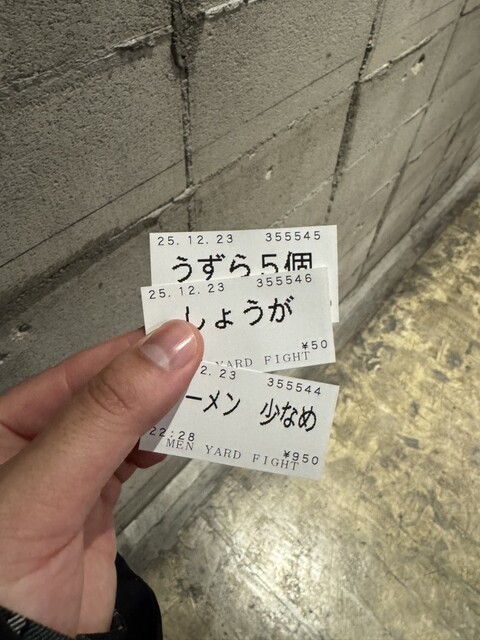 25.12.23 355545
うずら5個
25.12.23 355546
しょうが
¥50
YARD FIGHT
2.23 355544
ーメン 少なめ
22:28 ¥950
MEN YARD FIGHT